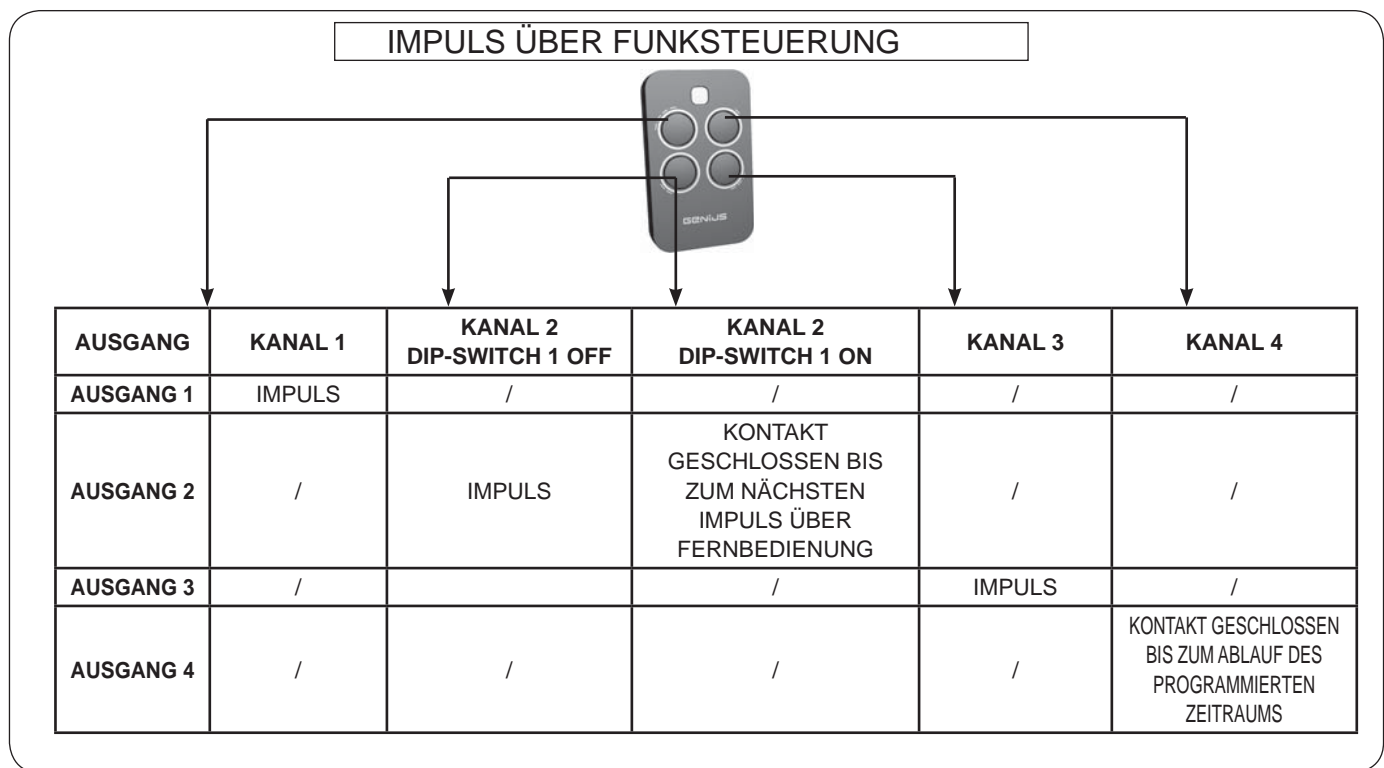 IMPULS ÜBER FUNKSTEUERUNG
GENIUS
AUSGANG KANAL 1 KANAL 2 DIP-SWITCH 1 OFF KANAL 2 DIP-SWITCH 1 ON KANAL 3 KANAL 4
AUSGANG 1 IMPULS / / / /
AUSGANG 2 / IMPULS KONTAKT GESCHLOSSEN BIS ZUM NÄCHSTEN IMPULS ÜBER FERNBEDIENUNG / /
AUSGANG 3 / / IMPULS /
AUSGANG 4 / / / / KONTAKT GESCHLOSSEN BIS ZUM ABLAUF DES PROGRAMMIERTEN ZEITRAUMS